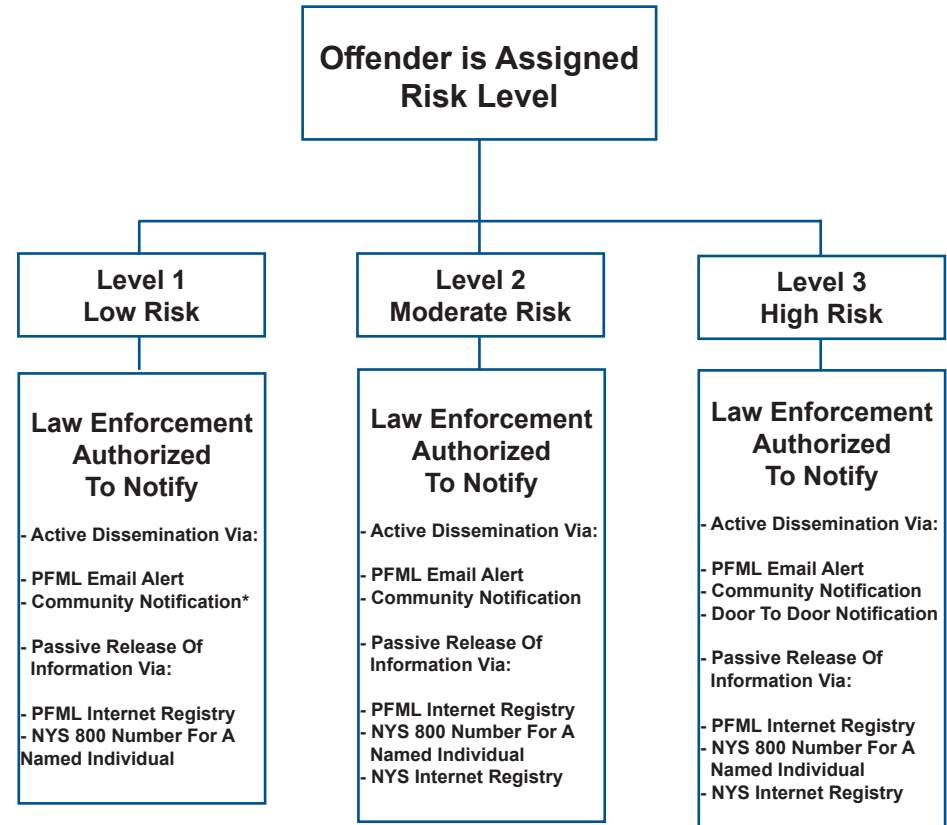 Offender is Assigned
Risk Level
Level 1
Low Risk
Law Enforcement
Authorized
To Notify
- Active Dissemination Via:
- PFML Email Alert
- Community Notification*
- Passive Release Of
Information Via:
- PFML Internet Registry
- NYS 800 Number For A
Named Individual
Level 2
Moderate Risk
Law Enforcement
Authorized
To Notify
- Active Dissemination Via:
- PFML Email Alert
- Community Notification
- Passive Release Of
Information Via:
- PFML Internet Registry
- NYS 800 Number For A
Named Individual
- NYS Internet Registry
Level 3
High Risk
Law Enforcement
Authorized
To Notify
- Active Dissemination Via:
- PFML Email Alert
- Community Notification
- Door To Door Notification
- Passive Release Of
Information Via:
- PFML Internet Registry
- NYS 800 Number For A
Named Individual
- NYS Internet Registry